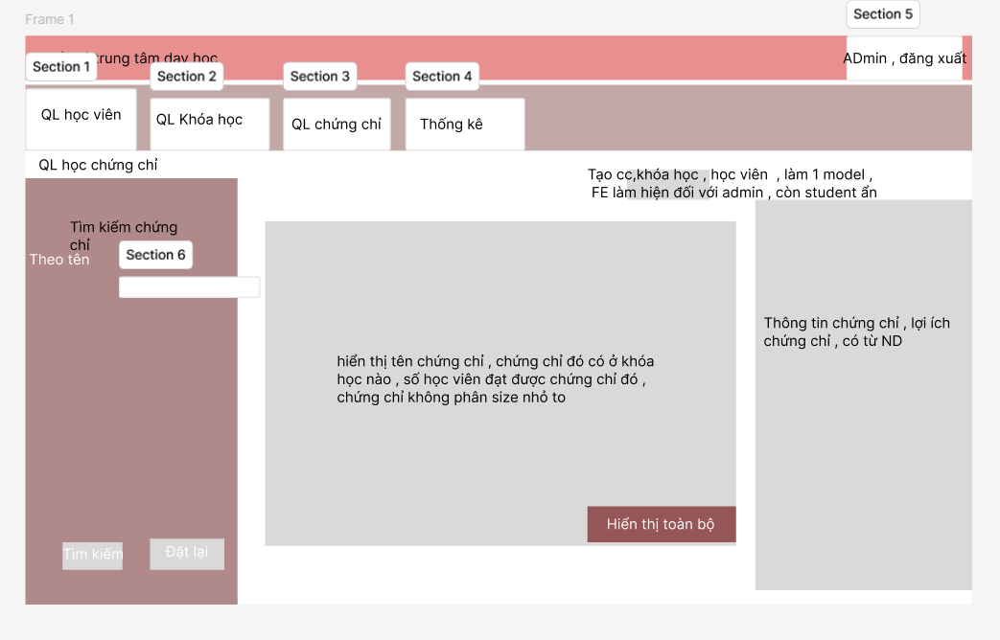 Frame 1
Section 5
trung tâm dạy học
ADmin , đăng xuất
Section 1
Section 2
Section 3
Section 4
QL học viên
QL Khóa học
QL chứng chỉ
Thống kê
QL học chứng chỉ
Tạo cc,khóa học , học viên , làm 1 model ,
FE làm hiện đối với admin , còn student ẩn
Tìm kiếm chứng
chỉ
Theo tên
Section 6
Thông tin chứng chỉ , lợi ích
chứng chỉ , có từ ND
hiển thị tên chứng chỉ , chứng chỉ đó có ở khóa
học nào , số học viên đạt được chứng chỉ đó ,
chứng chỉ không phân size nhỏ to
Hiển thị toàn bộ
Tìm kiếm
Đặt lại